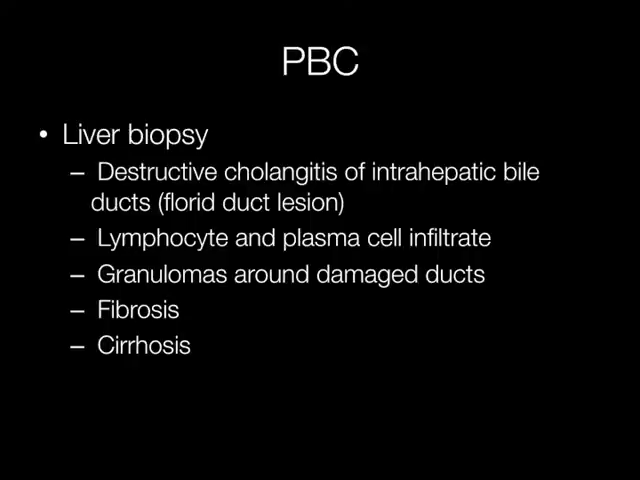 PBC
• Liver biopsy
– Destructive cholangitis of intrahepatic bile
ducts (florid duct lesion)
– Lymphocyte and plasma cell infiltrate
– Granulomas around damaged ducts
– Fibrosis
– Cirrhosis